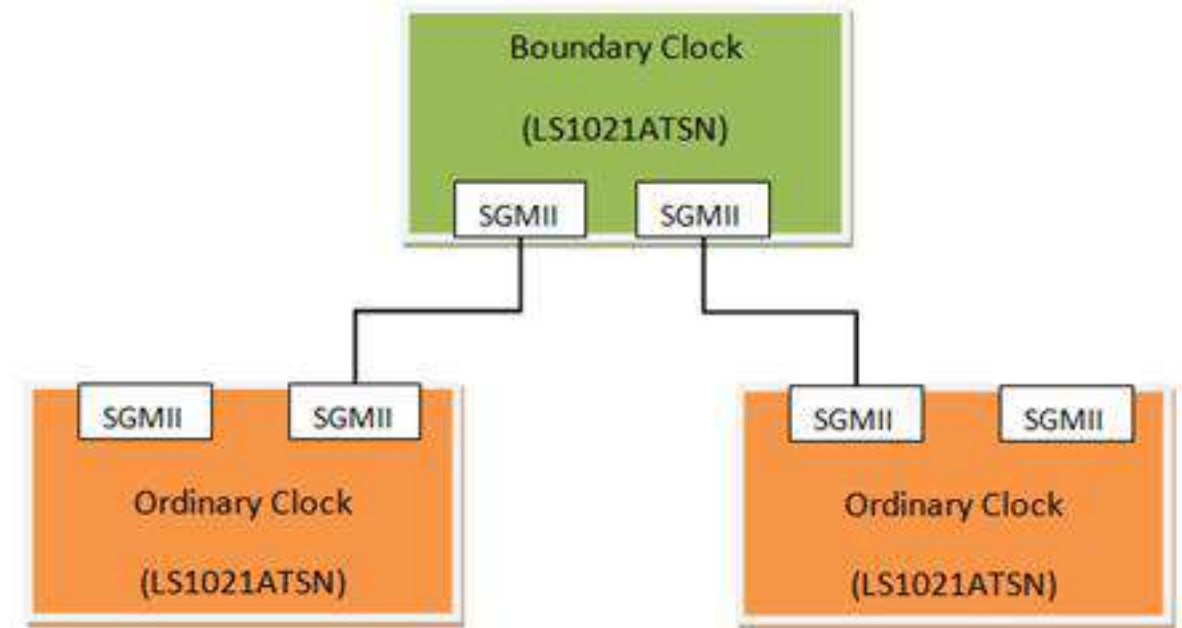 Boundary Clock
(LS1021ATSN)
SGMII
SGMII
SGMII
SGMII
Ordinary Clock
(LS1021ATSN)
SGMII
SGMII
Ordinary Clock
(LS1021ATSN)